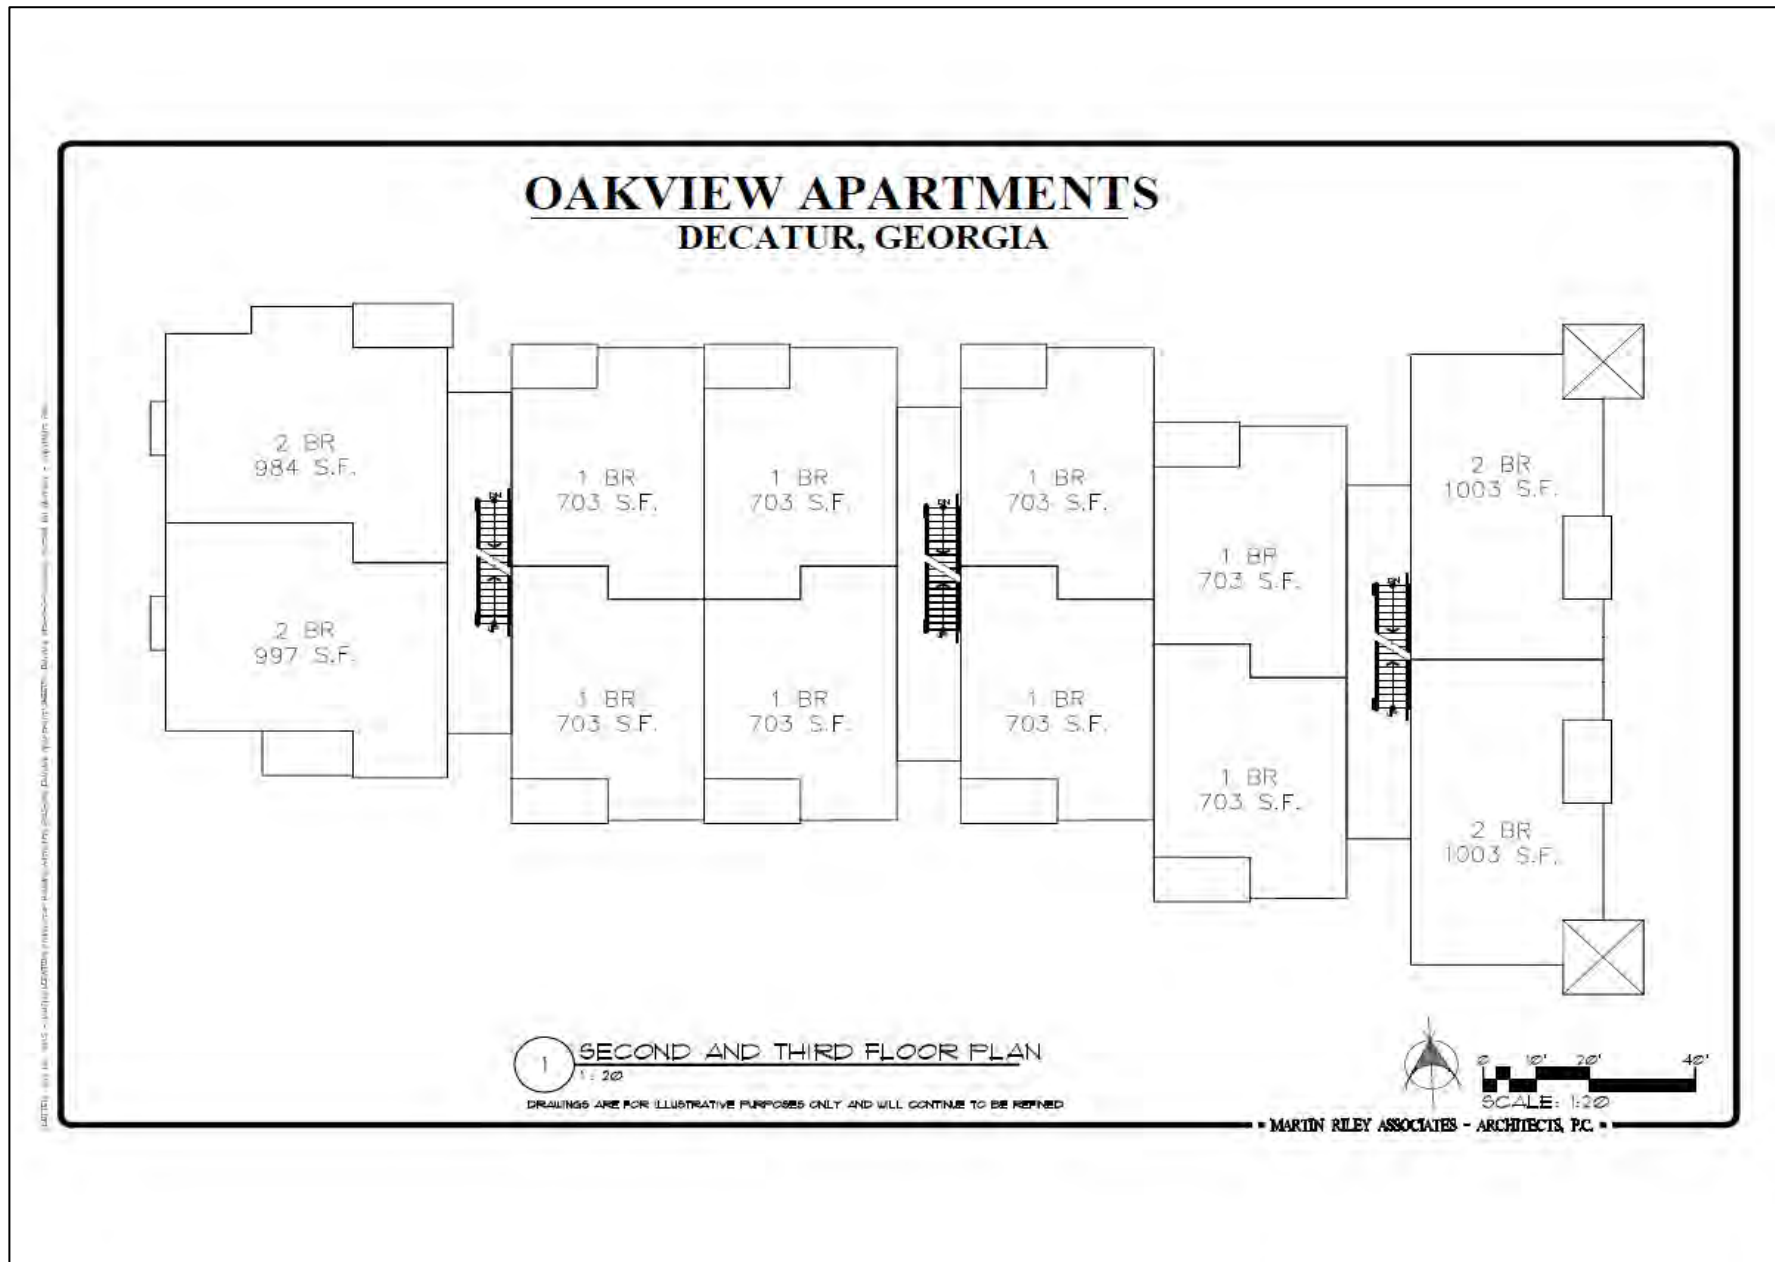 OAKVIEW APARTMENTS
DECATUR, GEORGIA
2 BR
984 S.F.
1 BR
703 S.F.
1 BR
703 S.F.
1 BR
703 S.F.
2 BR
1003 S.F.
1 BR
703 S.F.
2 BR
997 S.F.
1 BR
703 S.F.
1 BR
703 S.F.
1 BR
703 S.F.
1 BR
703 S.F.
2 BR
1003 S.F.
DN
DN
DN
1
SECOND AND THIRD FLOOR PLAN
1: 20
DRAWINGS ARE FOR ILLUSTRATIVE PURPOSES ONLY AND WILL CONTINUE TO BE REFINED
0 10' 20' 40'
SCALE: 1:20
MARTIN RILEY ASSOCIATES - ARCHITECTS, P.C.